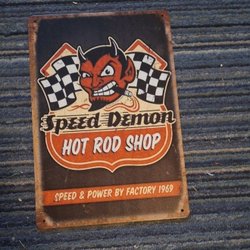 Speed Demon
HOT ROD SHOP
SPEED & POWER BY FACTORY 1969